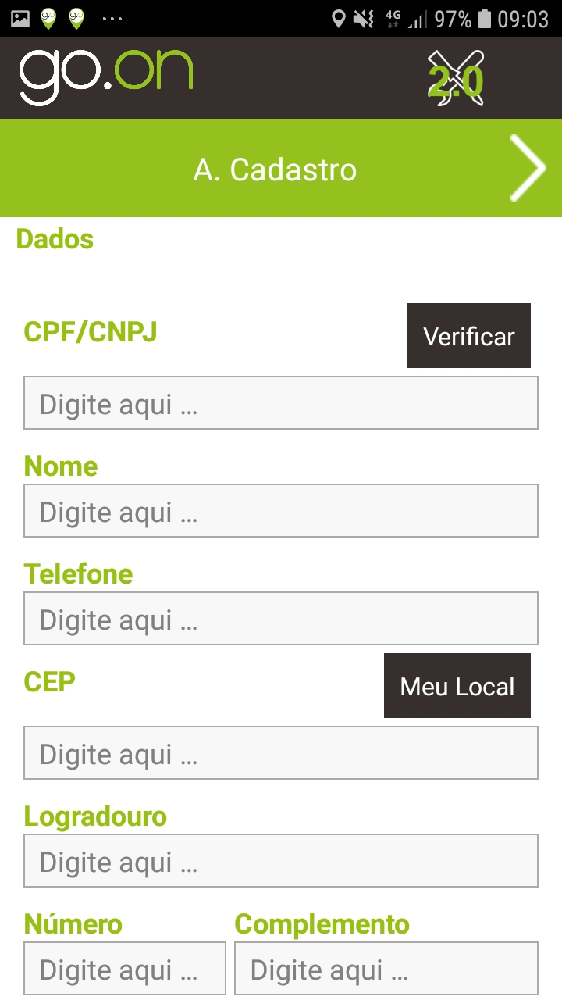 4G 97% 09:03
go.on 2.0
A. Cadastro
Dados
CPF/CNPJ Verificar
Digite aqui ...
Nome
Digite aqui ...
Telefone
Digite aqui ...
CEP Meu Local
Digite aqui ...
Logradouro
Digite aqui ...
Número Complemento
Digite aqui ... Digite aqui ...